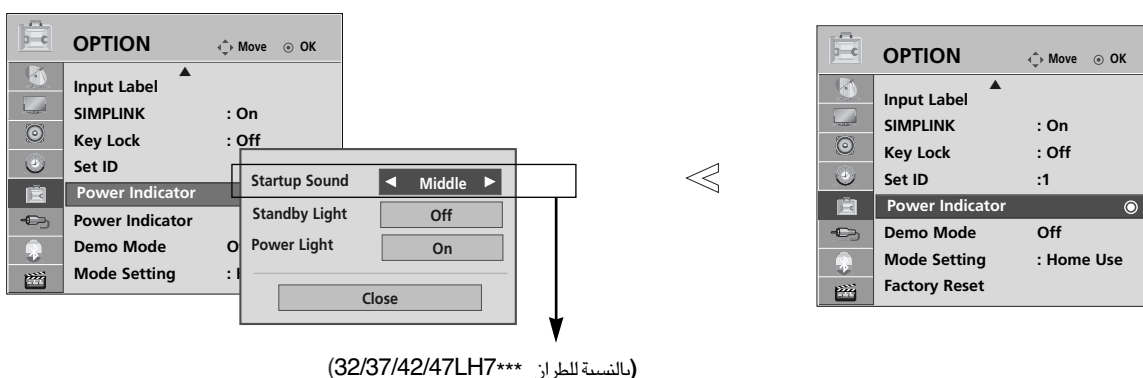 OPTION Move OK
Input Label
SIMPLINK : On
Key Lock : Off
Set ID
Power Indicator
Power Indicator
Demo Mode O
Mode Setting : H
Startup Sound Middle
Standby Light Off
Power Light On
Close
(بالنسبة للطراز ***32/37/42/47LH7)
OPTION Move OK
Input Label
SIMPLINK : On
Key Lock : Off
Set ID :1
Power Indicator
Demo Mode Off
Mode Setting : Home Use
Factory Reset